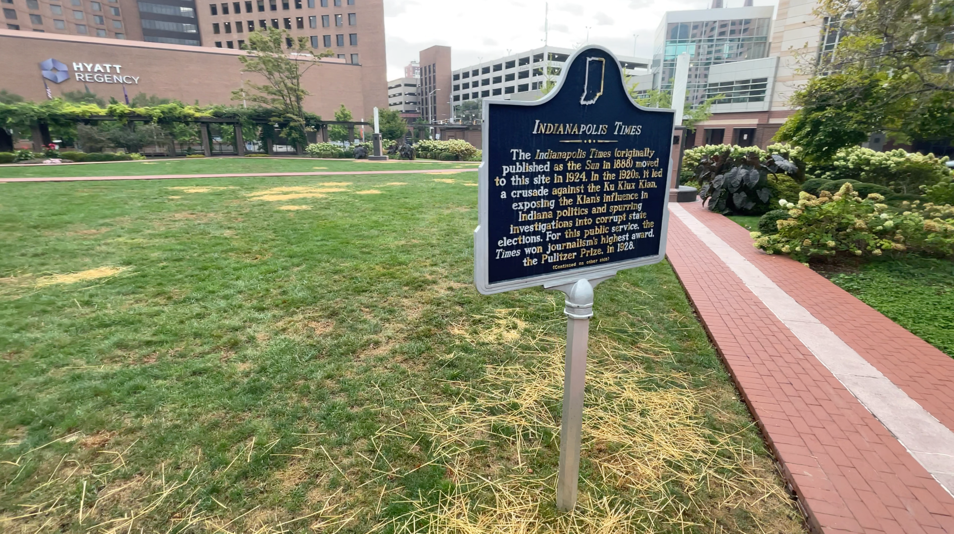 HYATT
REGENCY
INDIANAPOLIS TIMES
The Indianapolis Times (originally
published as the Sun in 1888) moved
to this site in 1924. In the 1920s, it led
a crusade against the Ku Klux Klan,
exposing the Klan's influence in
Indiana politics and spurring
investigations into corrupt state
elections. For this public service, the
Times won journalism's highest award,
the Pulitzer Prize, in 1928.
(Continued on other side)